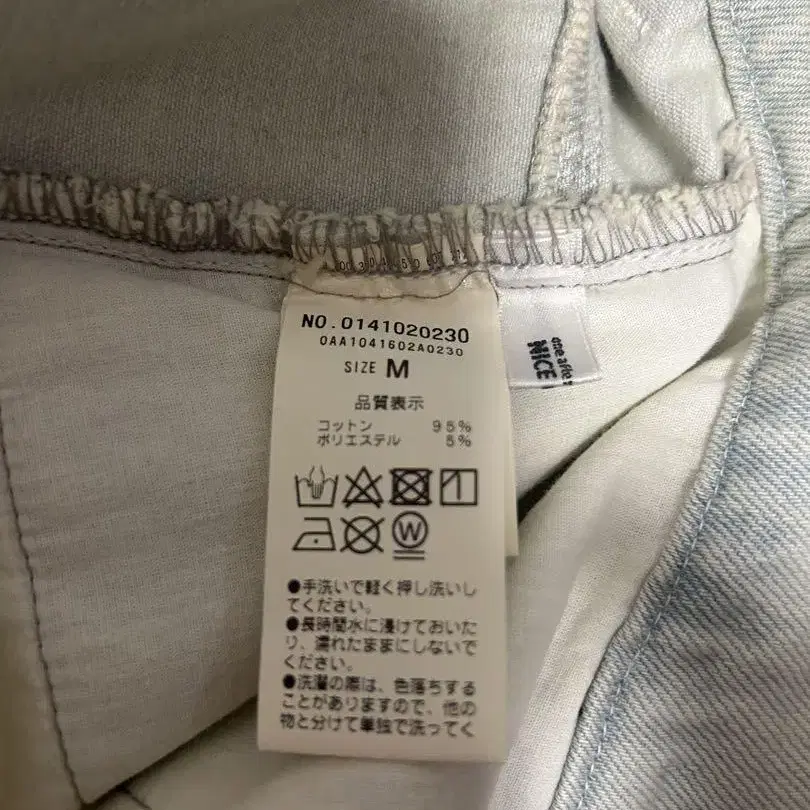 NO.0141020230
0AA1041602A0230
SIZE M
品質表示
コットン 95%
ポリエステル 5%
W
●手洗いで軽く押し洗いし
てください。
●長時間水に浸けておいた
り、濡れたままにしないで
ください。
●洗濯の際は、色落ちする
ことがありますので、他の
物と分けて単独で洗ってく
one after
NICE